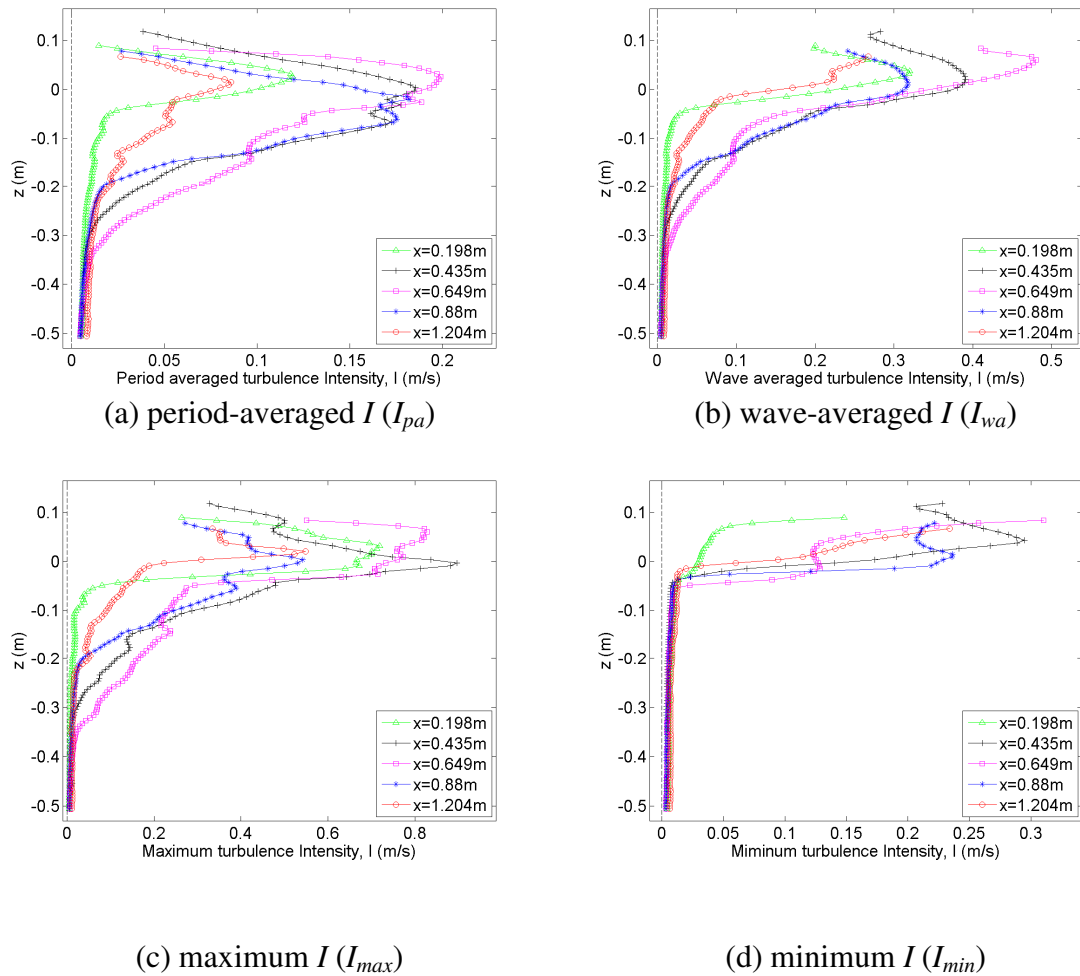 0.1
0
-0.1
-0.2
-0.3
-0.4
-0.5
z (m)
0 0.05 0.1 0.15 0.2
Period averaged turbulence Intensity, I (m/s)
x=0.198m
x=0.435m
x=0.649m
x=0.88m
x=1.204m
(a) period-averaged I (I_pa)
0.1
0
-0.1
-0.2
-0.3
-0.4
-0.5
z (m)
0 0.1 0.2 0.3 0.4 0.5
Wave averaged turbulence Intensity, I (m/s)
x=0.198m
x=0.435m
x=0.649m
x=0.88m
x=1.204m
(b) wave-averaged I (I_wa)
0.1
0
-0.1
-0.2
-0.3
-0.4
-0.5
z (m)
0 0.2 0.4 0.6 0.8
Maximum turbulence Intensity, I (m/s)
x=0.198m
x=0.435m
x=0.649m
x=0.88m
x=1.204m
(c) maximum I (I_max)
0.1
0
-0.1
-0.2
-0.3
-0.4
-0.5
z (m)
0 0.05 0.1 0.15 0.2 0.25 0.3
Miminum turbulence Intensity, I (m/s)
x=0.198m
x=0.435m
x=0.649m
x=0.88m
x=1.204m
(d) minimum I (I_min)